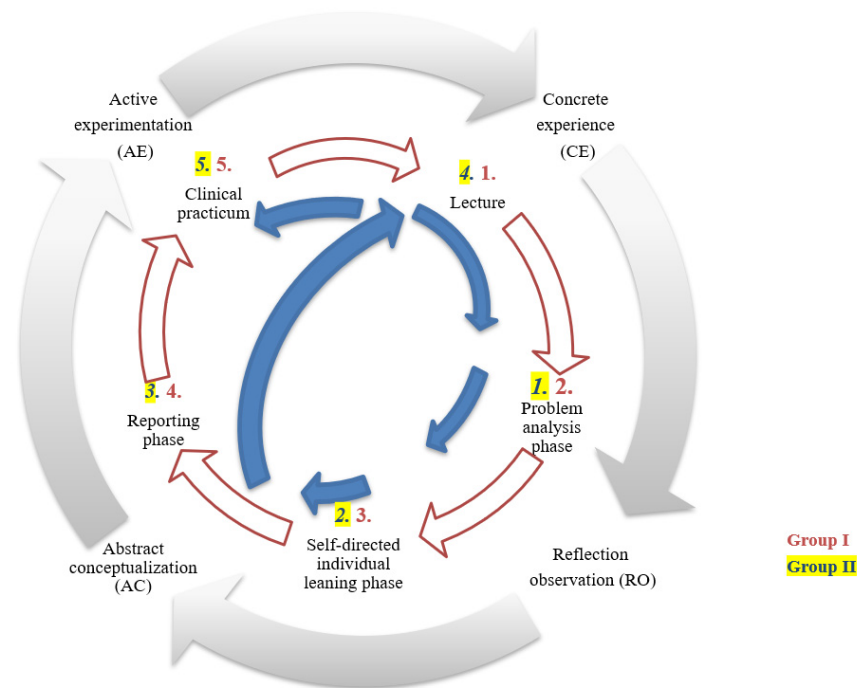 Active
experimentation
(AE)
Concrete
experience
(CE)
5. 5.
Clinical
practicum
4. 1.
Lecture
1. 2.
Problem
analysis
phase
3. 4.
Reporting
phase
2. 3.
Self-directed
individual
leaning phase
Abstract
conceptualization
(AC)
Reflection
observation (RO)
Group I
Group II